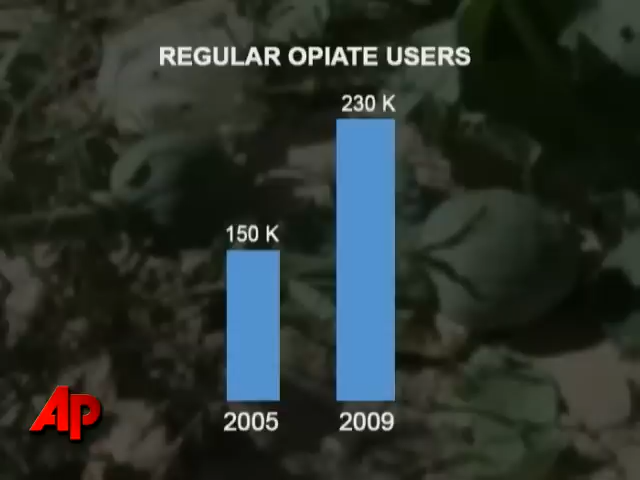 REGULAR OPIATE USERS
230 K
150 K
2005 2009
AP